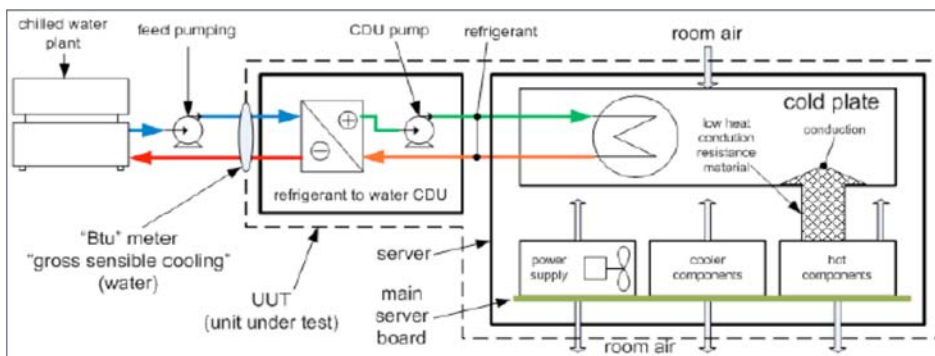 chilled water
plant
feed pumping
CDU pump
refrigerant
room air
cold plate
low heat
condution
resistance
material
conduction
refrigerant to water CDU
"Btu" meter
"gross sensible cooling"
(water)
UUT
(unit under test)
server
main
server
board
power
supply
cooler
components
hot
components
room air